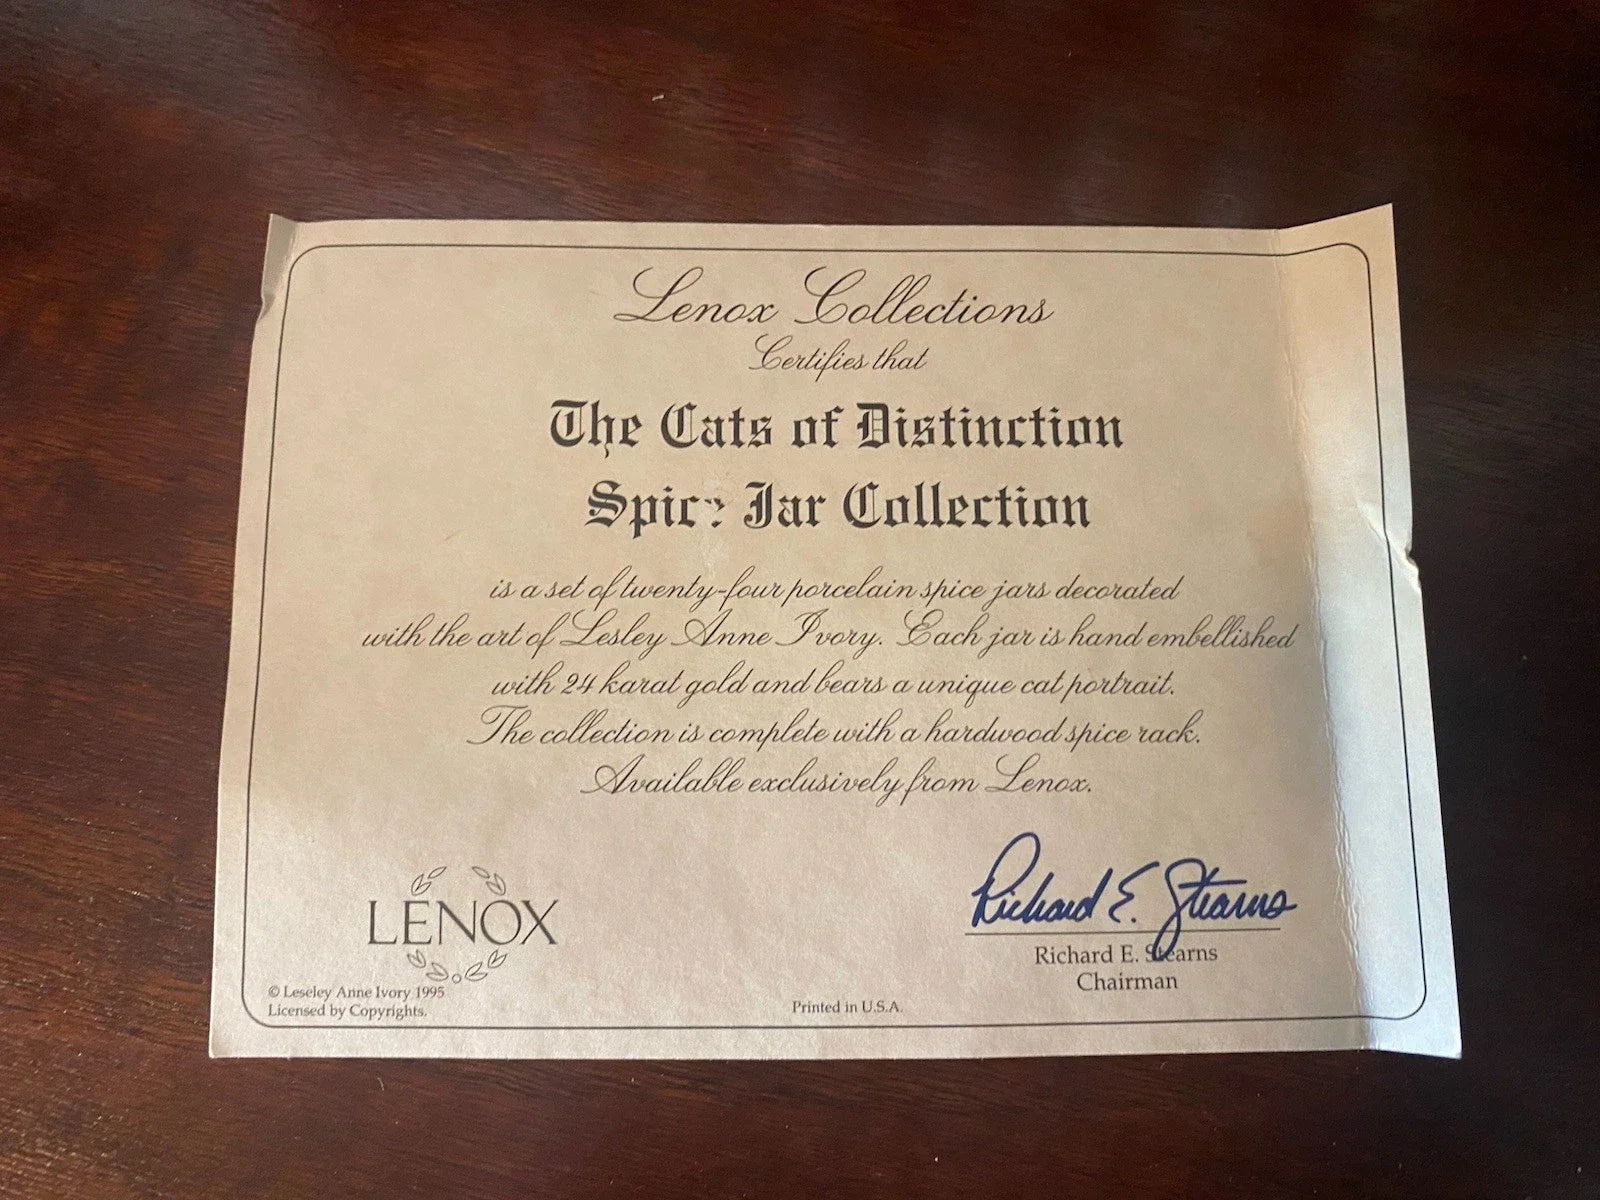 Lenox Collections
Certifies that
The Cats of Distinction
Spice Jar Collection
is a set of twenty-four porcelain spice jars decorated
with the art of Lesley Anne Ivory. Each jar is hand embellished
with 24 karat gold and bears a unique cat portrait.
The collection is complete with a hardwood spice rack.
Available exclusively from Lenox.
LENOX
Richard E. Stearns
Richard E. Stearns
Chairman
© Leseley Anne Ivory 1995
Licensed by Copyrights.
Printed in U.S.A.